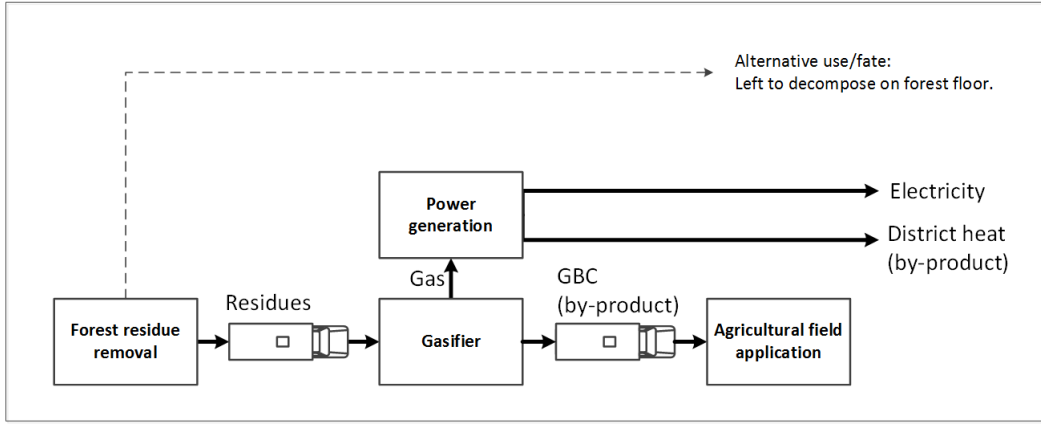 Alternative use/fate:
Left to decompose on forest floor.
Power
generation
Electricity
District heat
(by-product)
Gas
GBC
(by-product)
Residues
Forest residue
removal
Gasifier
Agricultural field
application